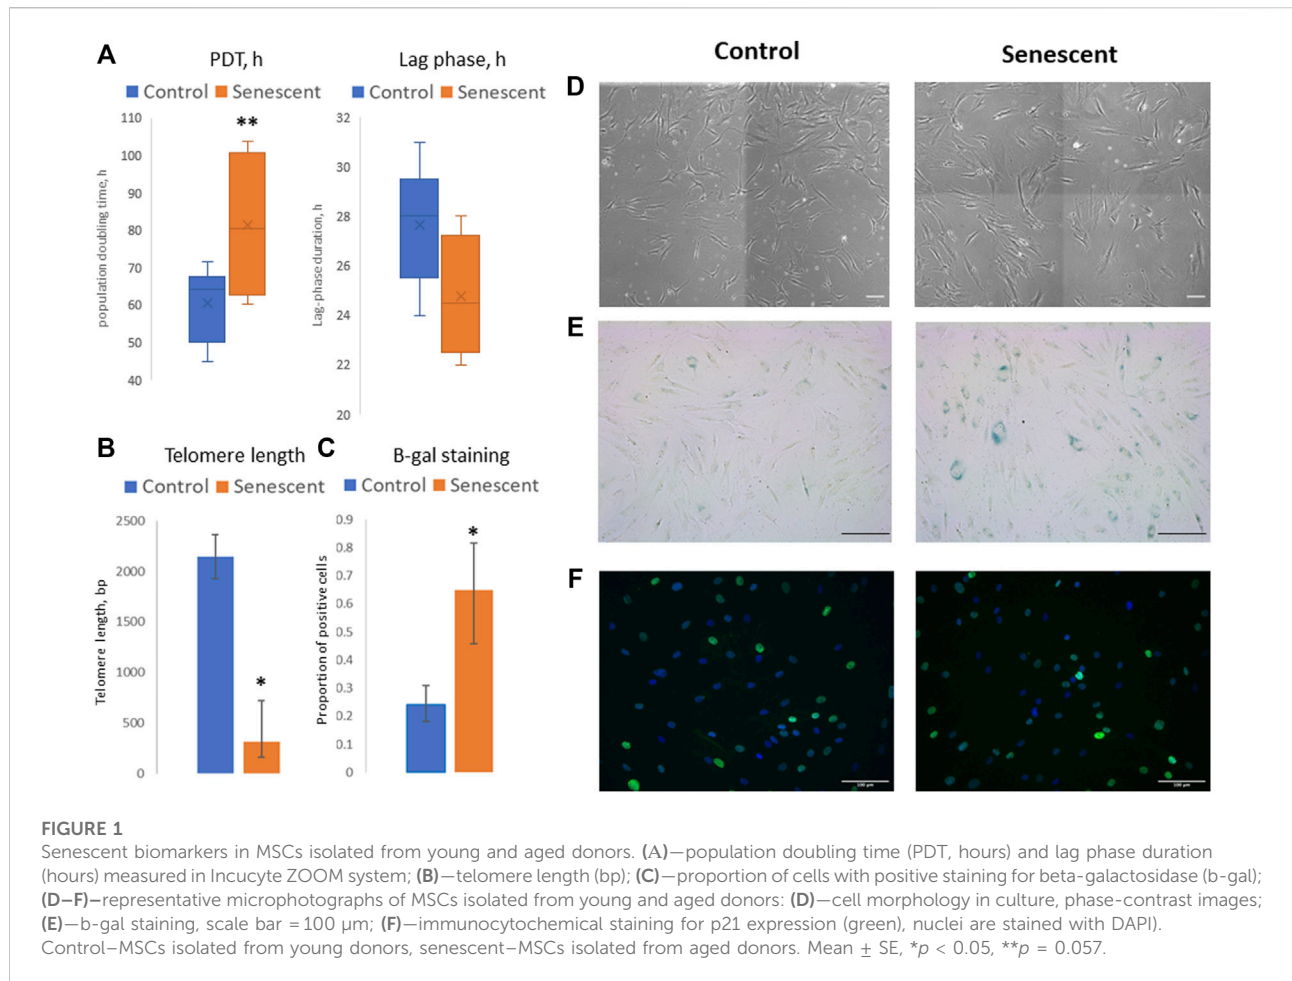 A
PDT, h
Control Senescent
**
population doubling time, h
110
100
90
80
70
60
50
40
Lag phase, h
Control Senescent
Lag-phase duration, h
32
30
28
26
24
22
20
B
Telomere length
Control Senescent
Telomere length, bp
2500
2000
1500
1000
500
0
*
C
B-gal staining
Control Senescent
Proportion of positive cells
0.9
0.8
0.7
0.6
0.5
0.4
0.3
0.2
0.1
0
*
Control
Senescent
D
E
F
100 µm
100 µm
FIGURE 1
Senescent biomarkers in MSCs isolated from young and aged donors. (A)—population doubling time (PDT, hours) and lag phase duration
(hours) measured in Incucyte ZOOM system; (B)—telomere length (bp); (C)—proportion of cells with positive staining for beta-galactosidase (b-gal);
(D–F)—representative microphotographs of MSCs isolated from young and aged donors: (D)—cell morphology in culture, phase-contrast images;
(E)—b-gal staining, scale bar = 100 µm; (F)—immunocytochemical staining for p21 expression (green), nuclei are stained with DAPI).
Control–MSCs isolated from young donors, senescent–MSCs isolated from aged donors. Mean ± SE, *p < 0.05, **p = 0.057.